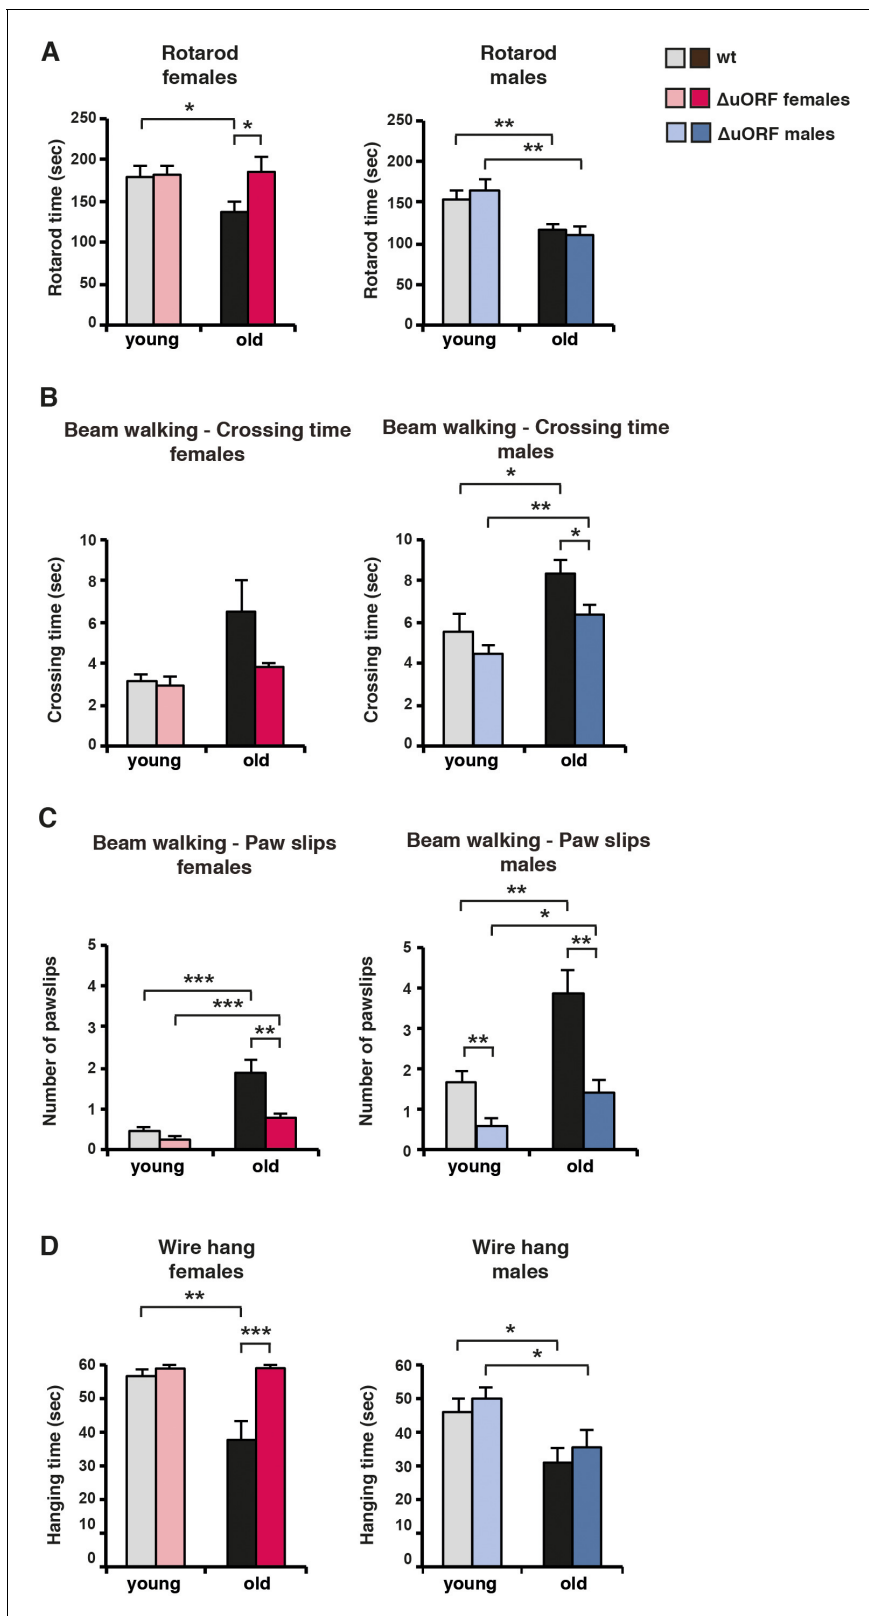 A
Rotarod
females
Rotarod
males
wt
ΔuORF females
ΔuORF males
Rotarod time (sec)
250
200
150
100
50
0
*
*
young
old
Rotarod time (sec)
250
200
150
100
50
0
**
**
young
old
B
Beam walking - Crossing time
females
Beam walking - Crossing time
males
Crossing time (sec)
10
8
6
4
2
0
young
old
Crossing time (sec)
10
8
6
4
2
0
*
**
*
young
old
C
Beam walking - Paw slips
females
Beam walking - Paw slips
males
Number of pawslips
5
4
3
2
1
0
***
***
**
young
old
Number of pawslips
5
4
3
2
1
0
**
*
**
**
young
old
D
Wire hang
females
Wire hang
males
Hanging time (sec)
60
50
40
30
20
10
0
**
***
young
old
Hanging time (sec)
60
50
40
30
20
10
0
*
*
young
old